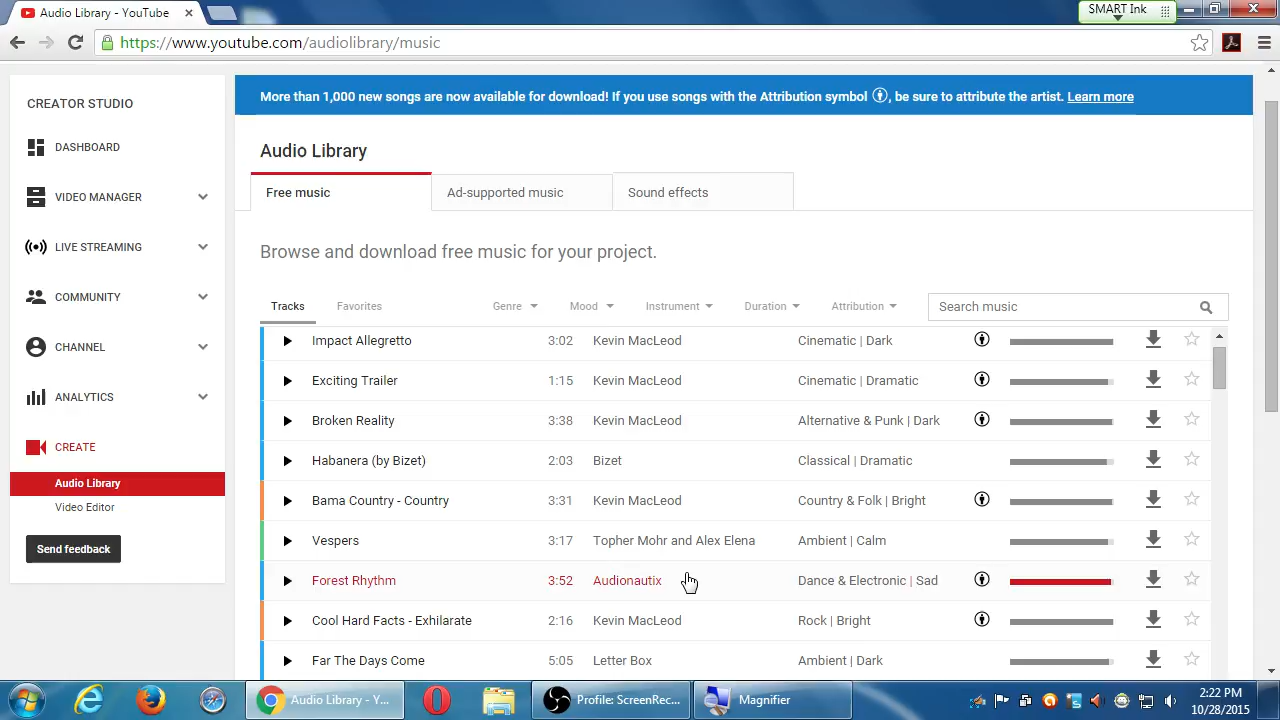 Audio Library - YouTube
SMART Ink
https://www.youtube.com/audiolibrary/music
CREATOR STUDIO
DASHBOARD
VIDEO MANAGER
LIVE STREAMING
COMMUNITY
CHANNEL
ANALYTICS
CREATE
Audio Library
Video Editor
Send feedback
More than 1,000 new songs are now available for download! If you use songs with the Attribution symbol , be sure to attribute the artist. Learn more
Audio Library
Free music Ad-supported music Sound effects
Browse and download free music for your project.
Tracks Favorites Genre Mood Instrument Duration Attribution Search music
Impact Allegretto 3:02 Kevin MacLeod Cinematic | Dark
Exciting Trailer 1:15 Kevin MacLeod Cinematic | Dramatic
Broken Reality 3:38 Kevin MacLeod Alternative & Punk | Dark
Habanera (by Bizet) 2:03 Bizet Classical | Dramatic
Bama Country - Country 3:31 Kevin MacLeod Country & Folk | Bright
Vespers 3:17 Topher Mohr and Alex Elena Ambient | Calm
Forest Rhythm 3:52 Audionautix Dance & Electronic | Sad
Cool Hard Facts - Exhilarate 2:16 Kevin MacLeod Rock | Bright
Far The Days Come 5:05 Letter Box Ambient | Dark
Audio Library - Y... Profile: ScreenRec... Magnifier
2:22 PM
10/28/2015